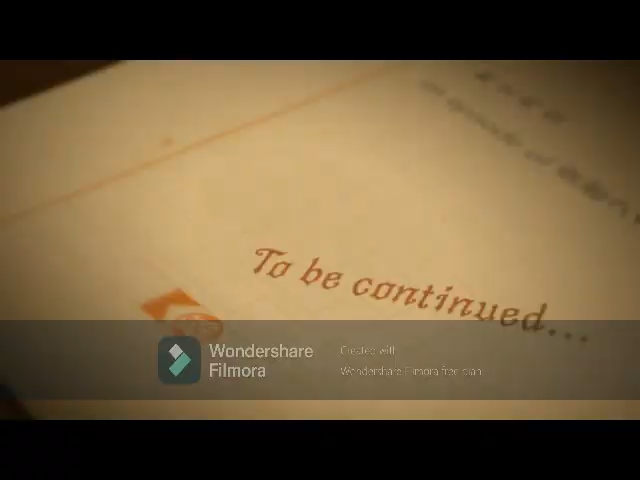 To be continued...
Wondershare
Filmora
Created with
Wondershare Filmora free plan